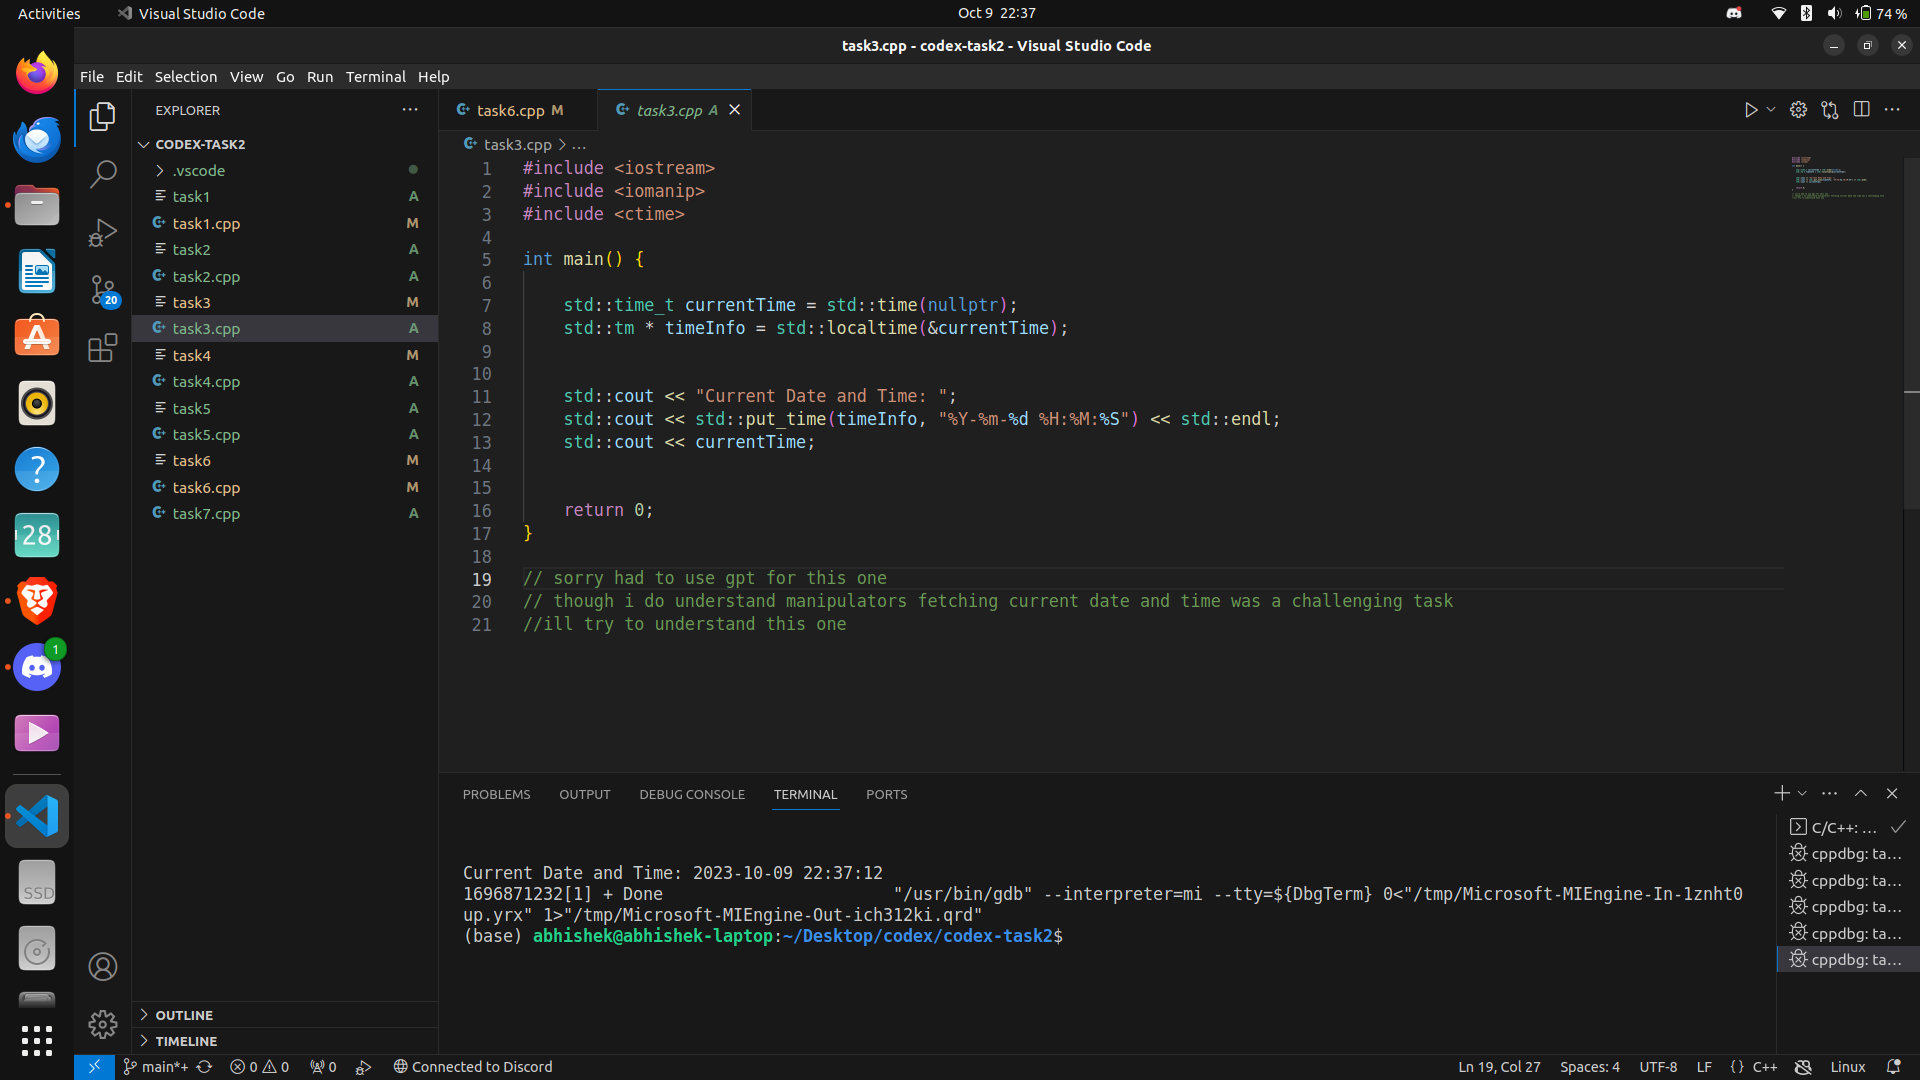 Activities
Visual Studio Code
Oct 9 22:37
74 %
task3.cpp - codex-task2 - Visual Studio Code
File Edit Selection View Go Run Terminal Help
EXPLORER
CODEX-TASK2
.vscode
task1 A
task1.cpp M
task2 A
task2.cpp A
task3 M
task3.cpp A
task4 M
task4.cpp A
task5 A
task5.cpp A
task6 M
task6.cpp M
task7.cpp A
OUTLINE
TIMELINE
20
28
1
SSD
task6.cpp M
task3.cpp A
task3.cpp > ...
1 #include <iostream>
2 #include <iomanip>
3 #include <ctime>
4
5 int main() {
6
7 std::time_t currentTime = std::time(nullptr);
8 std::tm * timeInfo = std::localtime(&currentTime);
9
10
11 std::cout << "Current Date and Time: ";
12 std::cout << std::put_time(timeInfo, "%Y-%m-%d %H:%M:%S") << std::endl;
13 std::cout << currentTime;
14
15
16 return 0;
17 }
18
19 // sorry had to use gpt for this one
20 // though i do understand manipulators fetching current date and time was a challenging task
21 //ill try to understand this one
PROBLEMS OUTPUT DEBUG CONSOLE TERMINAL PORTS
Current Date and Time: 2023-10-09 22:37:12
1696871232[1] + Done "/usr/bin/gdb" --interpreter=mi --tty=${DbgTerm} 0<"/tmp/Microsoft-MIEngine-In-1znht0
up.yrx" 1>"/tmp/Microsoft-MIEngine-Out-ich312ki.qrd"
(base) abhishek@abhishek-laptop:~/Desktop/codex/codex-task2$
C/C++: ...
cppdbg: ta...
cppdbg: ta...
cppdbg: ta...
cppdbg: ta...
cppdbg: ta...
main*+ 0 0 0 Connected to Discord
Ln 19, Col 27 Spaces: 4 UTF-8 LF {} C++ Linux